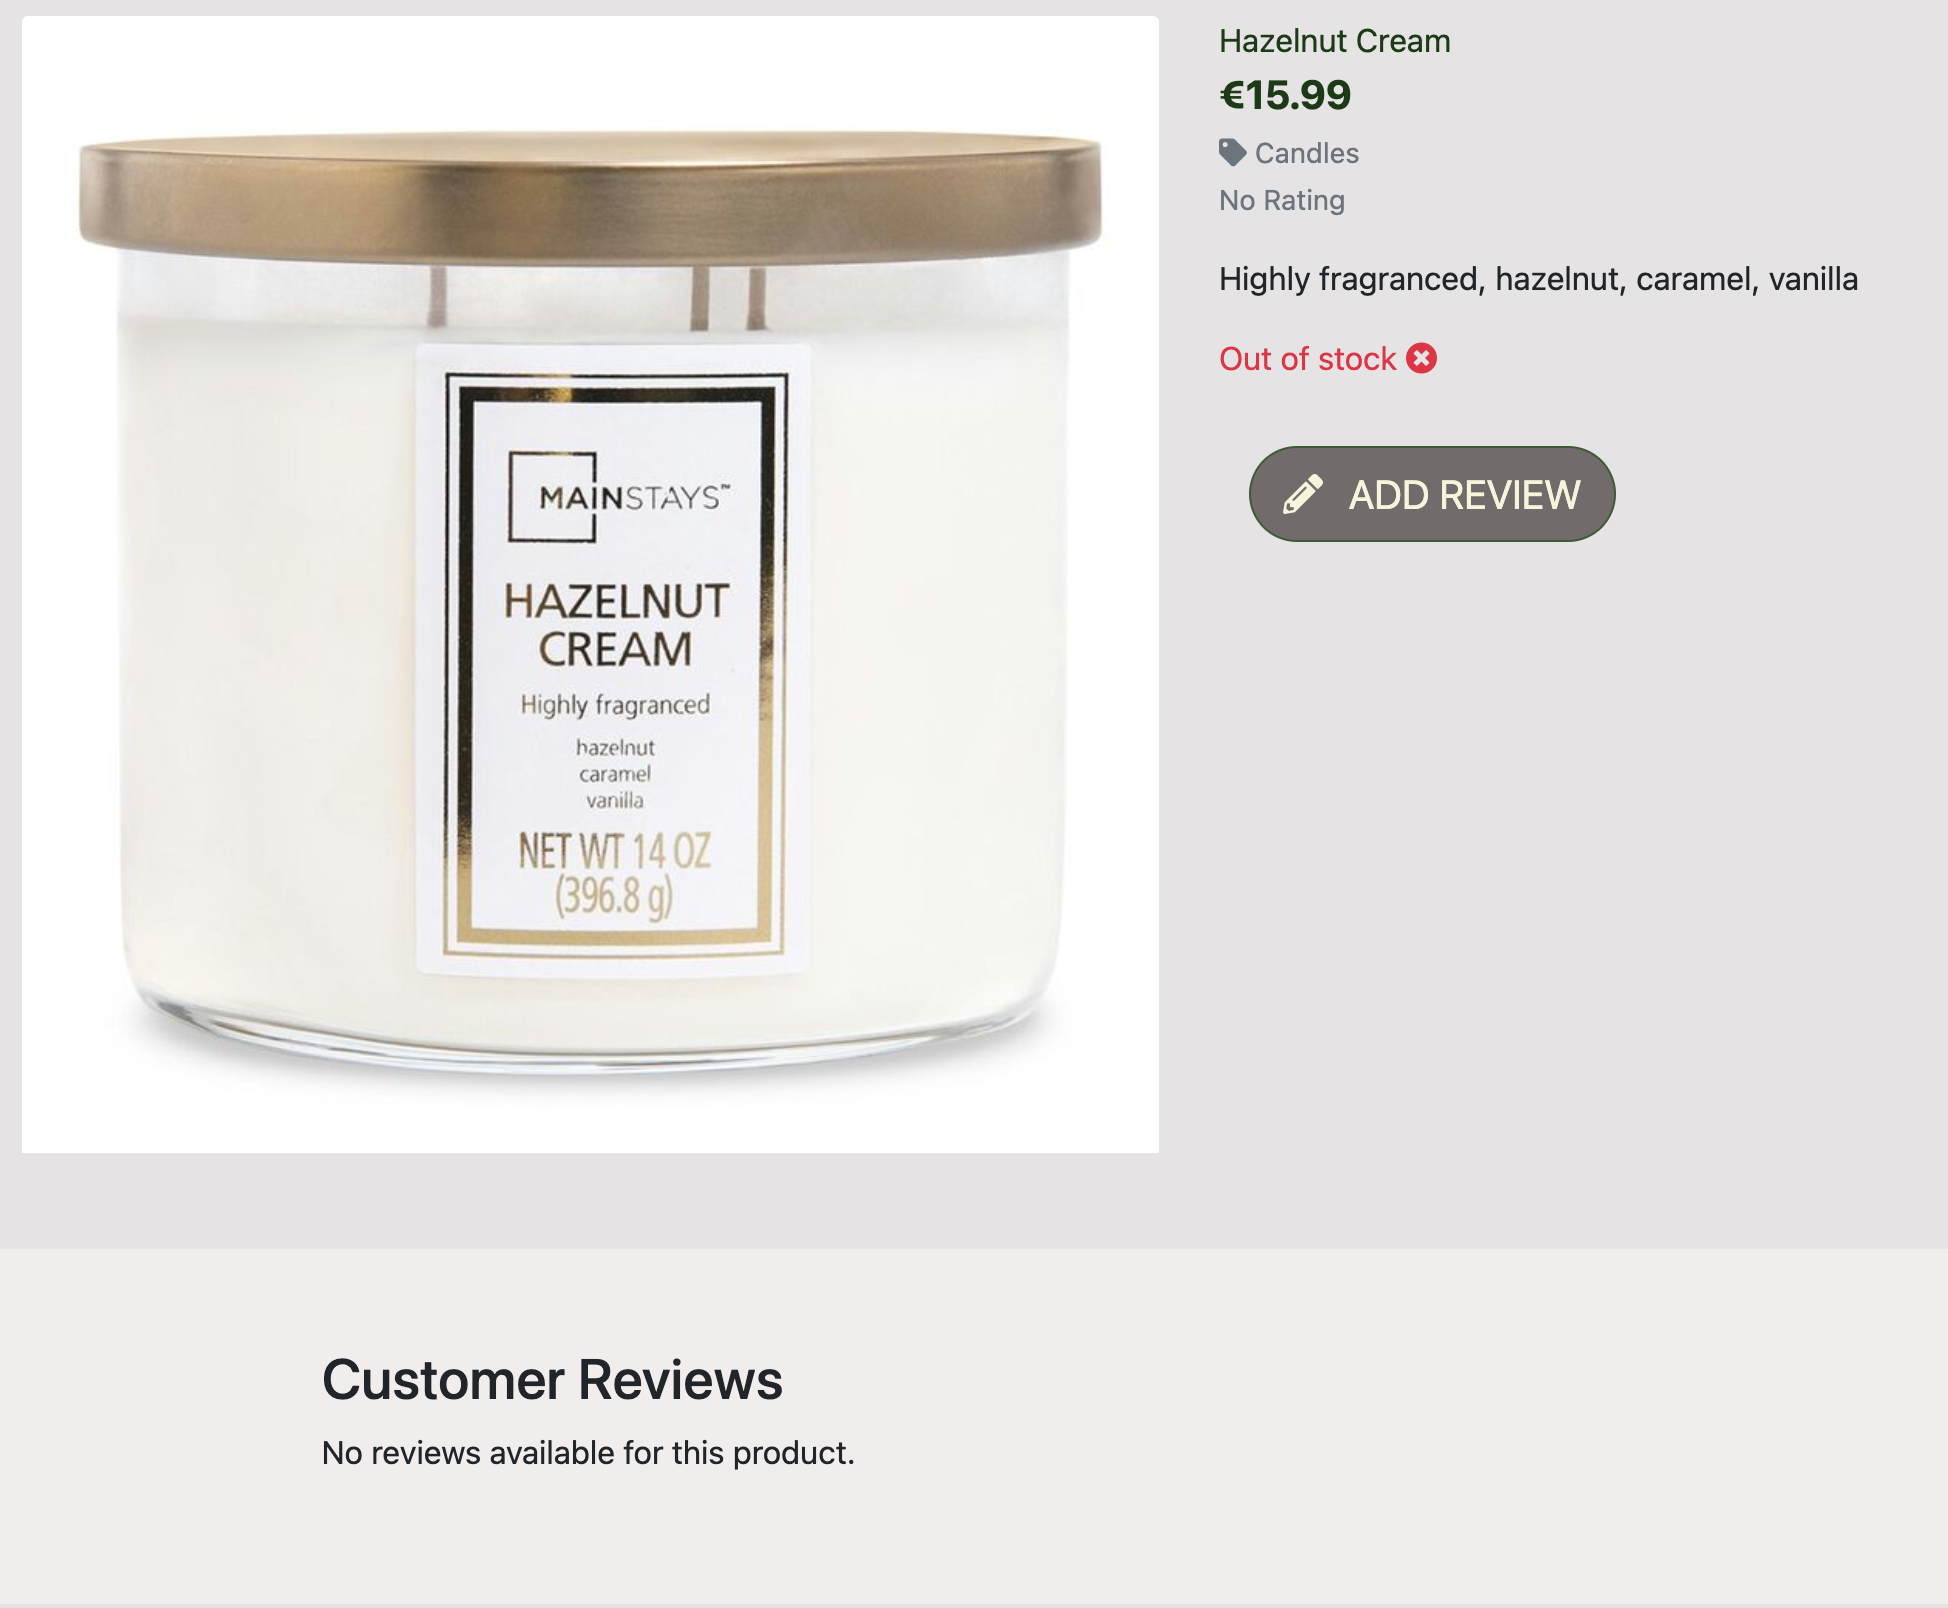 MAINSTAYS™
HAZELNUT
CREAM
Highly fragranced
hazelnut
caramel
vanilla
NET WT 14 OZ
(396.8 g)
Hazelnut Cream
€15.99
Candles
No Rating
Highly fragranced, hazelnut, caramel, vanilla
Out of stock
ADD REVIEW
Customer Reviews
No reviews available for this product.